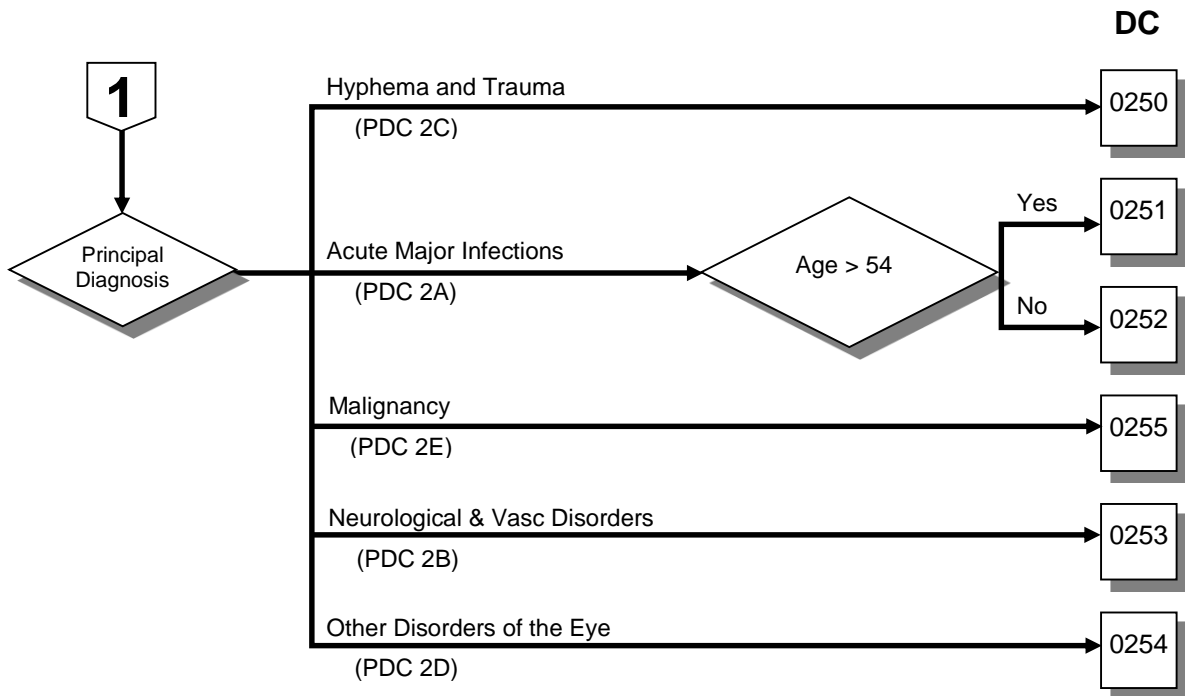 DC
1
Hyphema and Trauma
(PDC 2C)
0250
Principal
Diagnosis
Acute Major Infections
(PDC 2A)
Age > 54
Yes
0251
No
0252
Malignancy
(PDC 2E)
0255
Neurological & Vasc Disorders
(PDC 2B)
0253
Other Disorders of the Eye
(PDC 2D)
0254